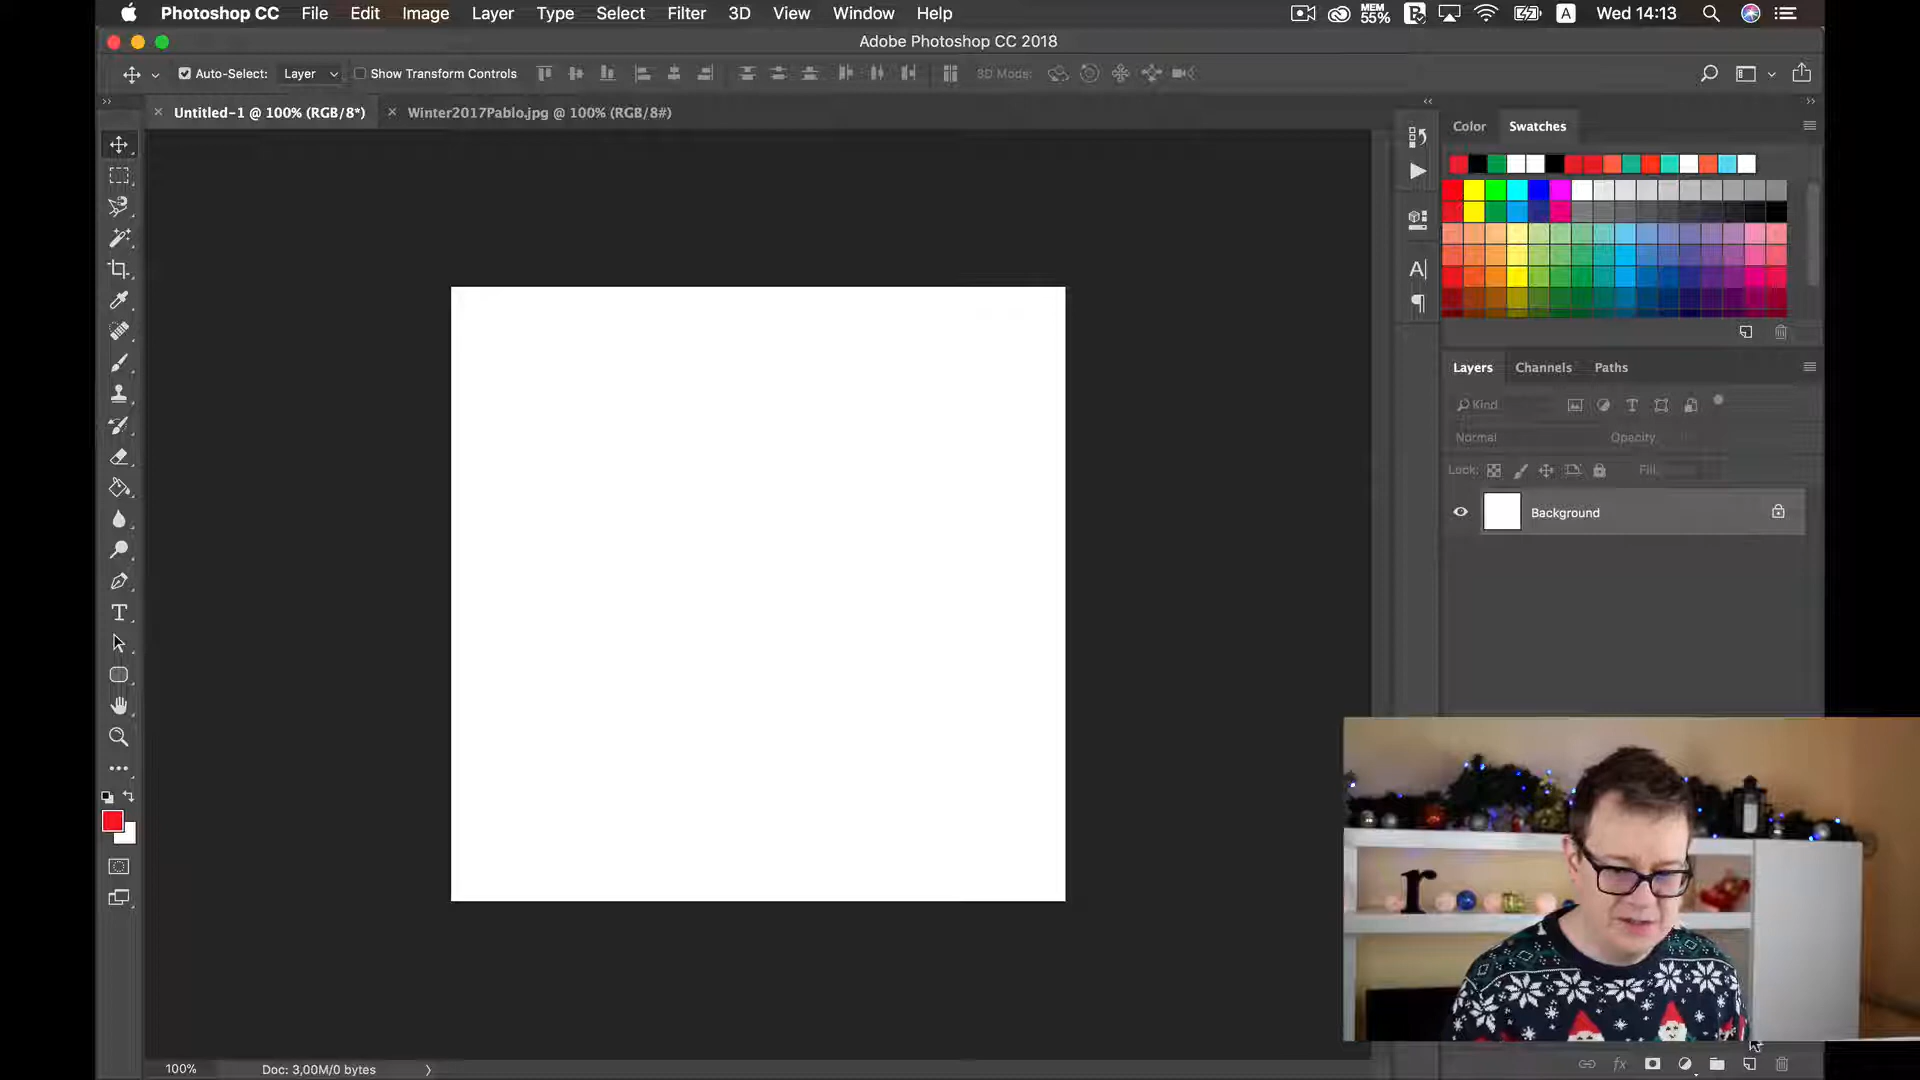 Photoshop CC File Edit Image Layer Type Select Filter 3D View Window Help MEM 55% A Wed 14:13
Adobe Photoshop CC 2018
Auto-Select: Layer Show Transform Controls 3D Mode:
Untitled-1 @ 100% (RGB/8*) Winter2017Pablo.jpg @ 100% (RGB/8#)
Color Swatches
Layers Channels Paths
Kind
Normal Opacity
Lock: Fill:
Background
r
100% Doc: 3,00M/0 bytes